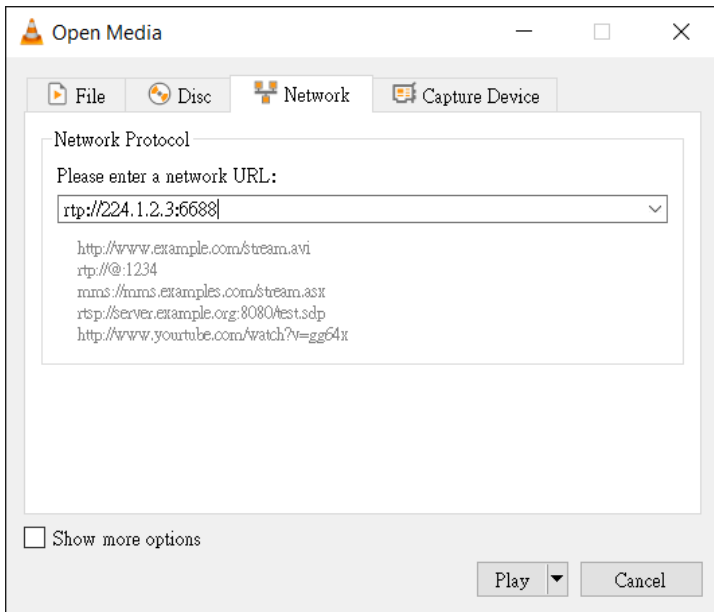 Open Media
File Disc Network Capture Device
Network Protocol
Please enter a network URL:
rtp://224.1.2.3:6688
http://www.example.com/stream.avi
rtp://@:1234
mms://mms.examples.com/stream.asx
rtsp://server.example.org:8080/test.sdp
http://www.yourtube.com/watch?v=gg64x
Show more options
Play Cancel